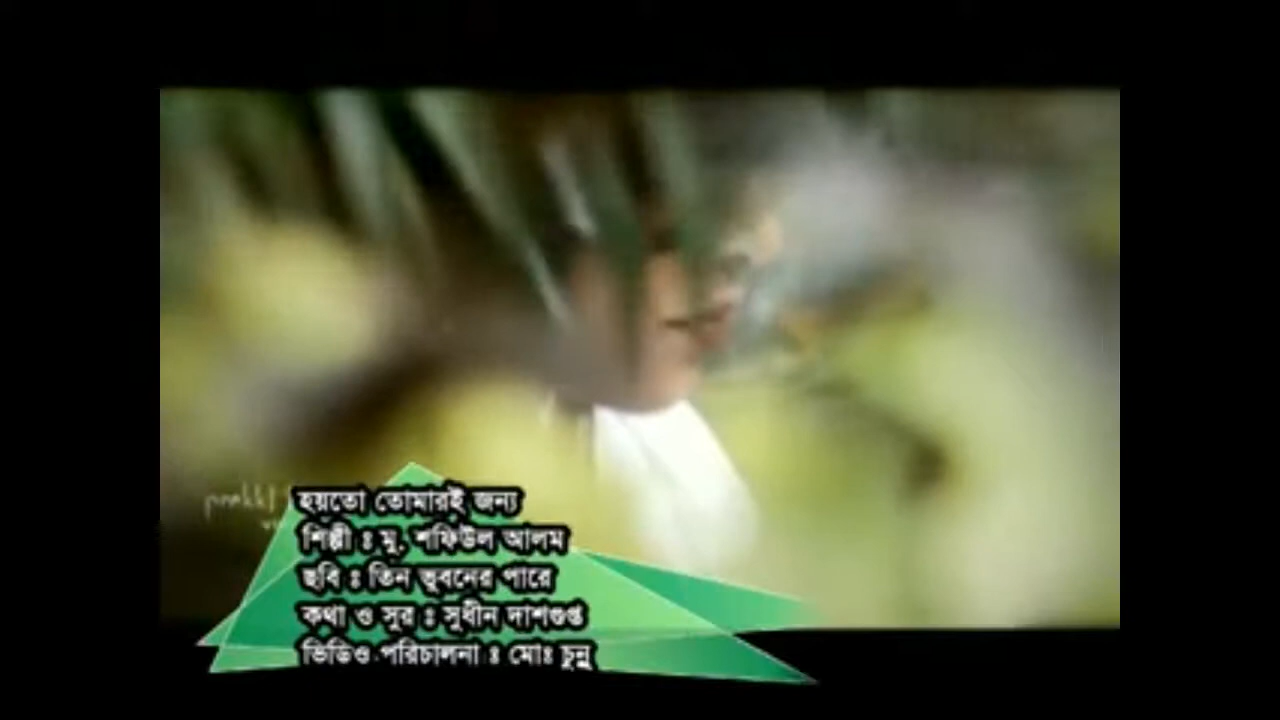 হয়তো তোমারই জন্য
শিল্পী ঃ মু. শফিউল আলম
ছবি ঃ তিন ভুবনের পারে
কথা ও সুর ঃ সুধীন দাশগুপ্ত
ভিডিও পরিচালনা ঃ মোঃ চুন্নু